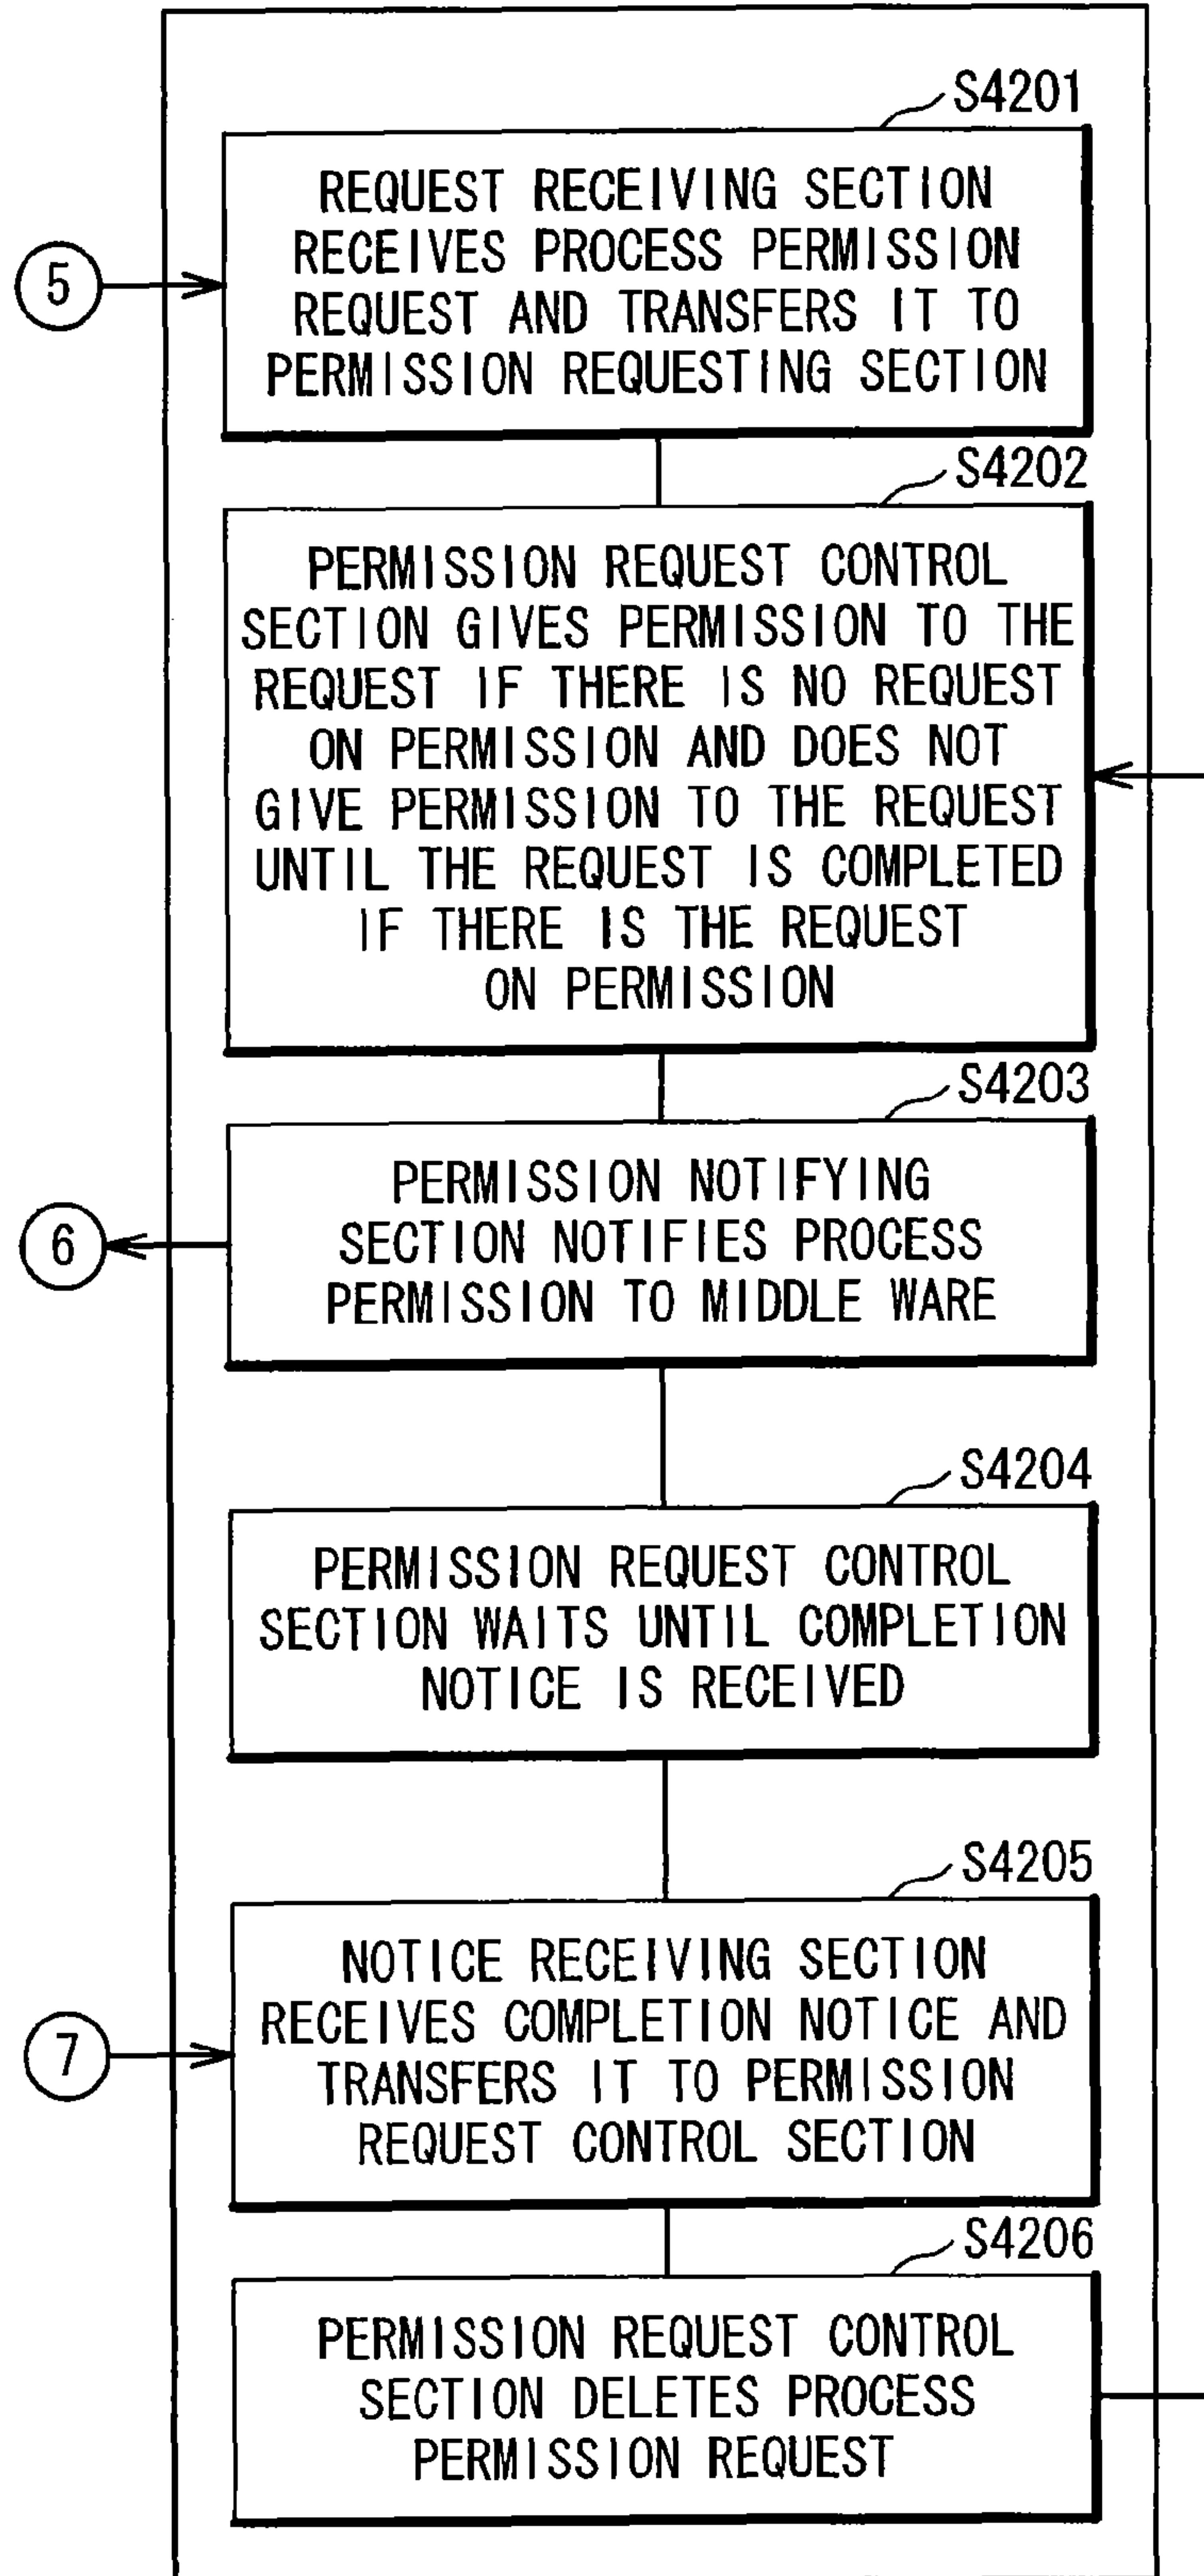 S4201
REQUEST RECEIVING SECTION
RECEIVES PROCESS PERMISSION
REQUEST AND TRANSFERS IT TO
PERMISSION REQUESTING SECTION
5
S4202
PERMISSION REQUEST CONTROL
SECTION GIVES PERMISSION TO THE
REQUEST IF THERE IS NO REQUEST
ON PERMISSION AND DOES NOT
GIVE PERMISSION TO THE REQUEST
UNTIL THE REQUEST IS COMPLETED
IF THERE IS THE REQUEST
ON PERMISSION
S4203
PERMISSION NOTIFYING
SECTION NOTIFIES PROCESS
PERMISSION TO MIDDLE WARE
6
S4204
PERMISSION REQUEST CONTROL
SECTION WAITS UNTIL COMPLETION
NOTICE IS RECEIVED
S4205
NOTICE RECEIVING SECTION
RECEIVES COMPLETION NOTICE AND
TRANSFERS IT TO PERMISSION
REQUEST CONTROL SECTION
7
S4206
PERMISSION REQUEST CONTROL
SECTION DELETES PROCESS
PERMISSION REQUEST